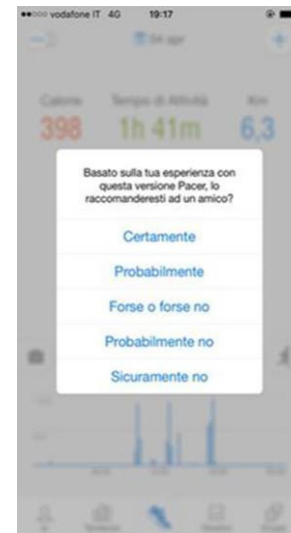 vodafone IT 4G 19:17
04 apr
Calorie Tempo di Attività Km
398 1h 41m 6,3
Basato sulla tua esperienza con
questa versione Pacer, lo
raccomanderesti ad un amico?
Certamente
Probabilmente
Forse o forse no
Probabilmente no
Sicuramente no